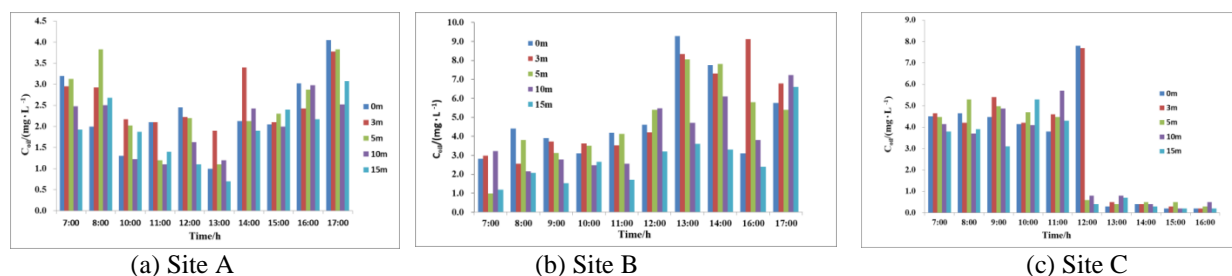 4.5
4.0
3.5
3.0
2.5
2.0
1.5
1.0
0.5
0.0
7:00 8:00 10:00 11:00 12:00 13:00 14:00 15:00 16:00 17:00
Time/h
0m
3m
5m
10m
15m
(a) Site A
10.0
9.0
8.0
7.0
6.0
5.0
4.0
3.0
2.0
1.0
0.0
7:00 8:00 9:00 10:00 11:00 12:00 13:00 14:00 16:00 17:00
Time/h
0m
3m
5m
10m
15m
(b) Site B
9.0
8.0
7.0
6.0
5.0
4.0
3.0
2.0
1.0
0.0
7:00 8:00 9:00 10:00 11:00 12:00 13:00 14:00 15:00 16:00
Time/h
0m
3m
5m
10m
15m
(c) Site C